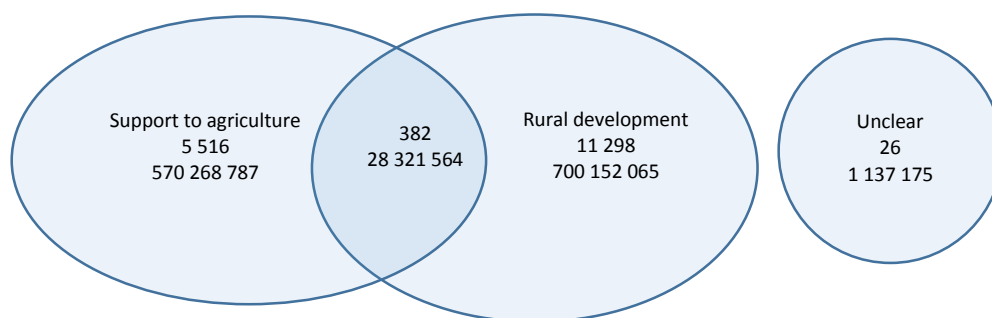 Support to agriculture
5 516
570 268 787
382
28 321 564
Rural development
11 298
700 152 065
Unclear
26
1 137 175